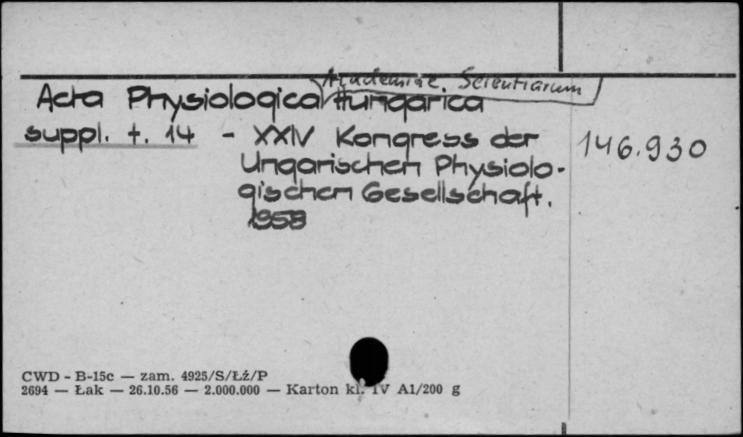 Academiae Scientiarum
Acta Physiologica Hungarica
suppl. t. 14 - XXIV Kongress der
146.930
Ungarischen Physiolo-
gischen Gesellschaft.
1958
CWD - B-15c — zam. 4925/S/Łż/P
2694 — Łak — 26.10.56 — 2.000.000 — Karton kl. IV A1/200 g